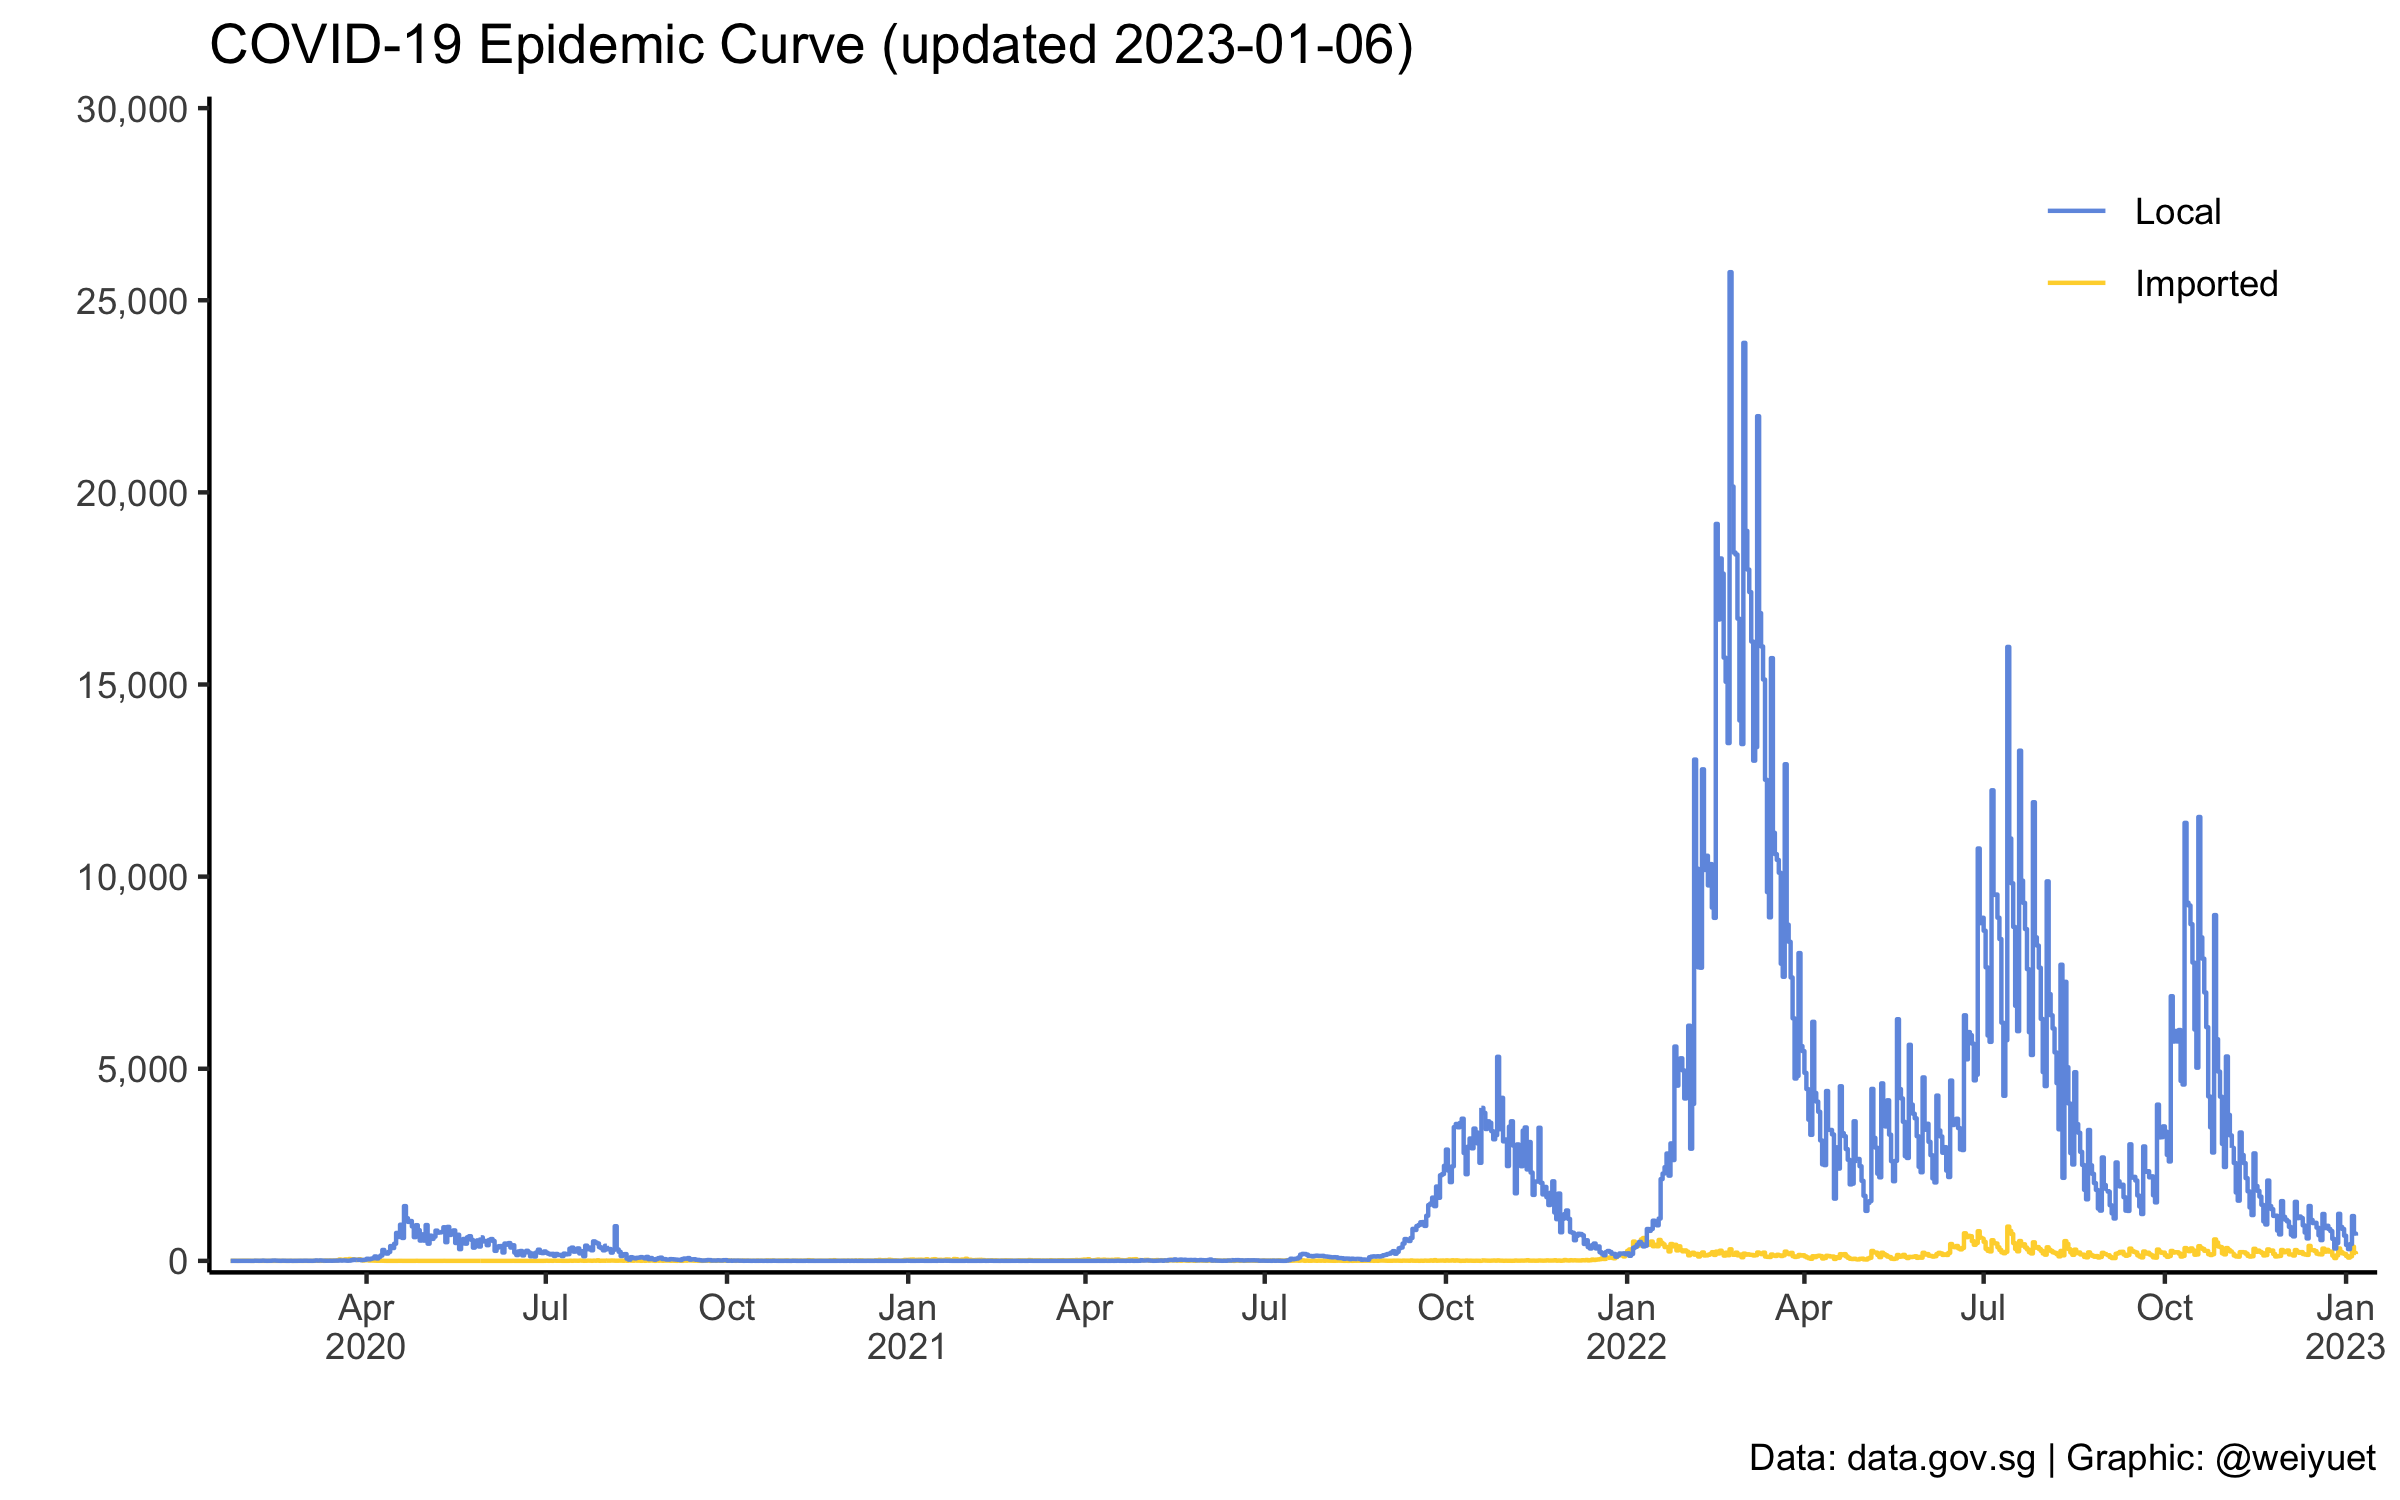 COVID-19 Epidemic Curve (updated 2023-01-06)
30,000
25,000
20,000
15,000
10,000
5,000
0
Local
Imported
Apr Jul Oct Jan Apr Jul Oct Jan Apr Jul Oct Jan
2020 2021 2022 2023
Data: data.gov.sg | Graphic: @weiyuet